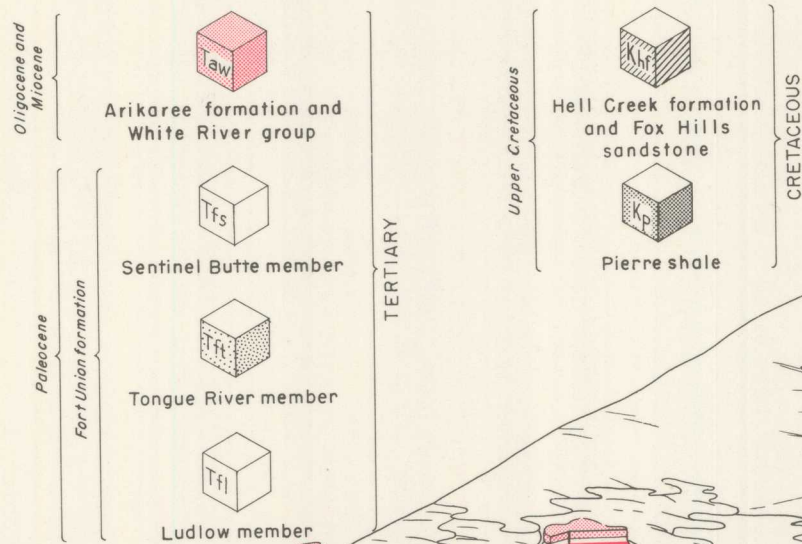 Oligocene and
Miocene
Taw
Arikaree formation and
White River group
Paleocene
Fort Union formation
Tfs
Sentinel Butte member
Tft
Tongue River member
Tfl
Ludlow member
TERTIARY
Upper Cretaceous
Khf
Hell Creek formation
and Fox Hills
sandstone
Kp
Pierre shale
CRETACEOUS